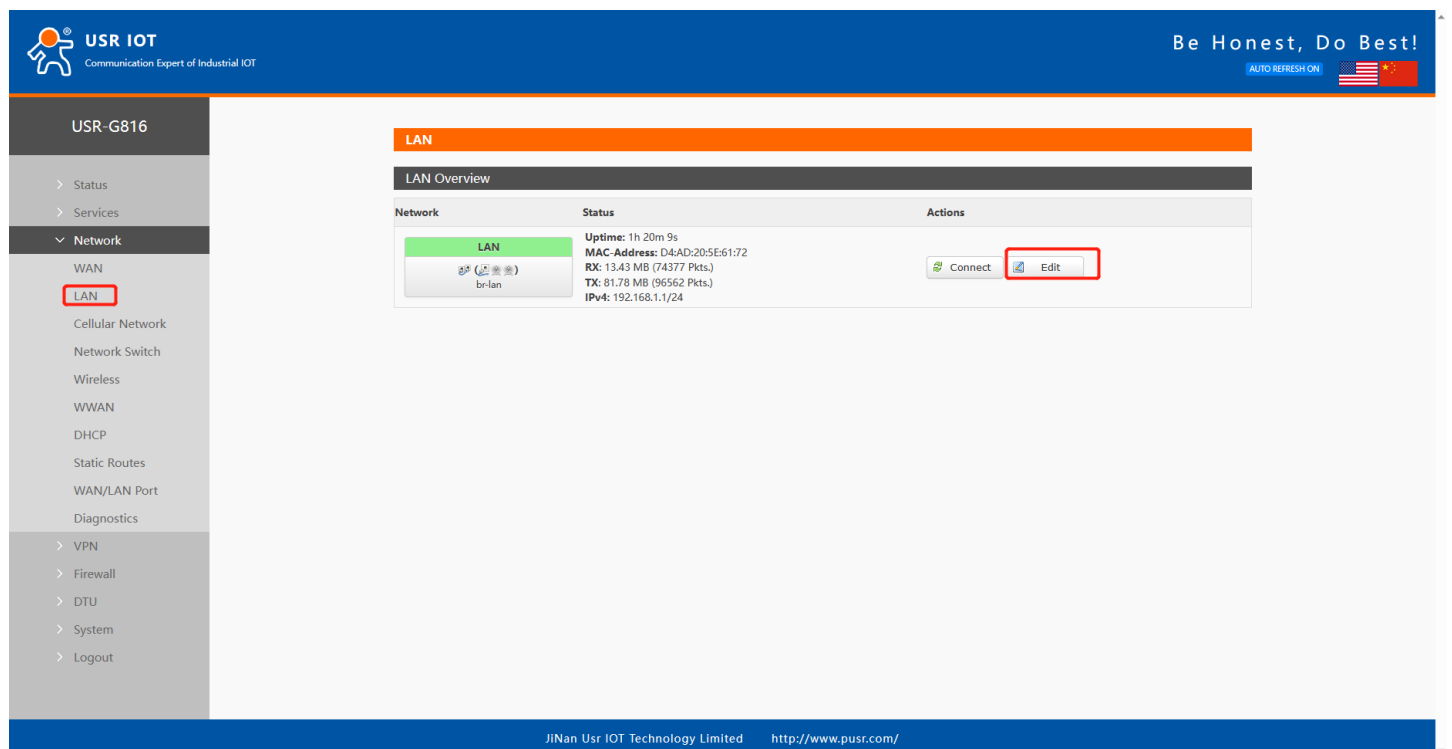 USR IOT
Communication Expert of Industrial IOT
Be Honest, Do Best!
AUTO REFRESH ON
USR-G816
Status
Services
Network
WAN
LAN
Cellular Network
Network Switch
Wireless
WWAN
DHCP
Static Routes
WAN/LAN Port
Diagnostics
VPN
Firewall
DTU
System
Logout
LAN
LAN Overview
Network Status Actions
LAN
br-lan
Uptime: 1h 20m 9s
MAC-Address: D4:AD:20:5E:61:72
RX: 13.43 MB (74377 Pkts.)
TX: 81.78 MB (96562 Pkts.)
IPv4: 192.168.1.1/24
Connect Edit
JiNan Usr IOT Technology Limited http://www.pusr.com/